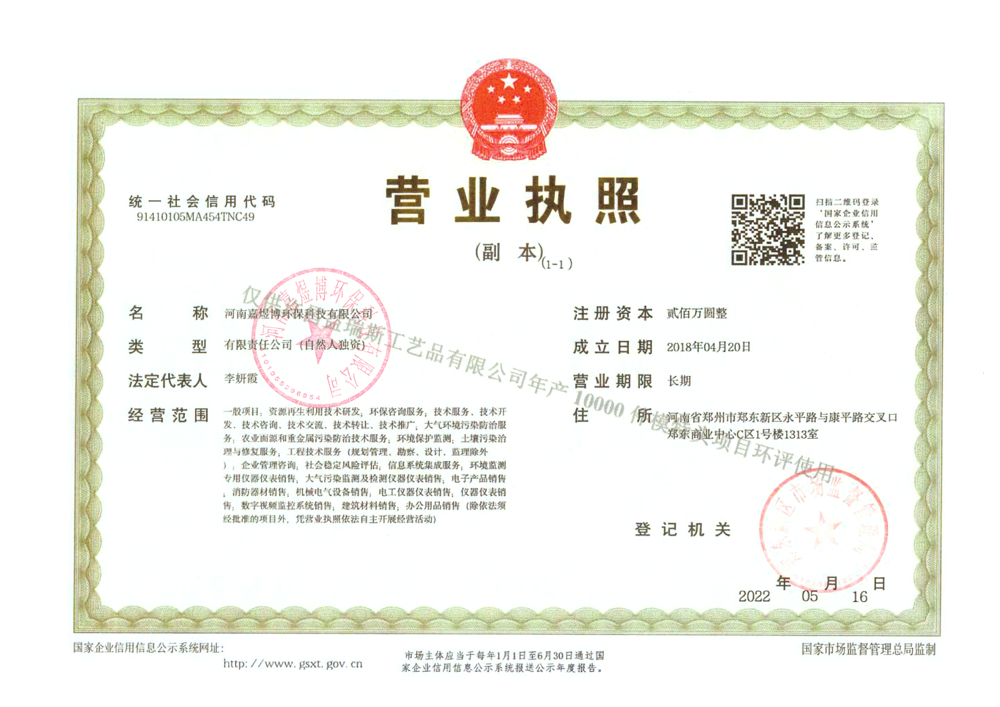 营业执照
(副 本)(1-1)
统一社会信用代码
91410105MA454TNC49
扫描二维码登录
‘国家企业信用
信息公示系统’
了解更多登记、
备案、许可、监
管信息。
名 称 河南嘉煜博环保科技有限公司
类 型 有限责任公司(自然人独资)
法定代表人 李妍霞
经营范围 一般项目：资源再生利用技术研发；环保咨询服务；技术服务、技术开
发、技术咨询、技术交流、技术转让、技术推广；大气环境污染防治服
务；农业面源和重金属污染防治技术服务；环境保护监测；土壤污染治
理与修复服务；工程技术服务（规划管理、勘察、设计、监理除外
）；企业管理咨询；社会稳定风险评估；信息系统集成服务；环境监测
专用仪器仪表销售；大气污染监测及检测仪器仪表销售；电子产品销售
；消防器材销售；机械电气设备销售；电工仪器仪表销售；仪器仪表销
售；数字视频监控系统销售；建筑材料销售；办公用品销售（除依法须
经批准的项目外，凭营业执照依法自主开展经营活动）
注册资本 贰佰万圆整
成立日期 2018年04月20日
营业期限 长期
住 所 河南省郑州市郑东新区永平路与康平路交叉口
郑东商业中心C区1号楼1313室
河南嘉煜博环保科技有限公司
4101055296954
瑞斯工艺品有限公司年产 10000 件模特头项目环评使用
登记机关
区市场监督管理局
2022 年 05 月 16 日
国家企业信用信息公示系统网址：
http://www.gsxt.gov.cn
市场主体应当于每年1月1日至6月30日通过国
家企业信用信息公示系统报送公示年度报告。
国家市场监督管理总局监制